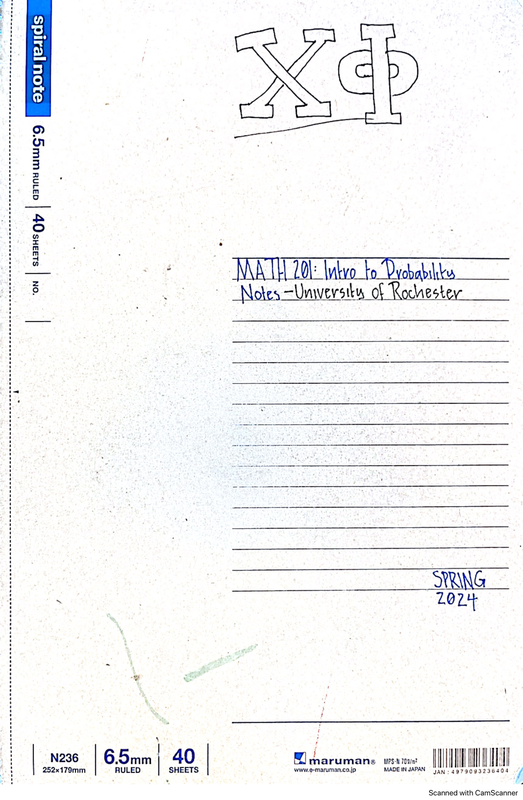 ΧΦ
spiral note
6.5mm RULED
40 SHEETS
NO.
MATH 201: Intro to Probability
Notes – University of Rochester
SPRING
2024
N236
252×179mm
6.5mm
RULED
40
SHEETS
maruman®
www.e-maruman.co.jp
MPS-N 70g/m²
MADE IN JAPAN
JAN: 4979093236404
Scanned with CamScanner